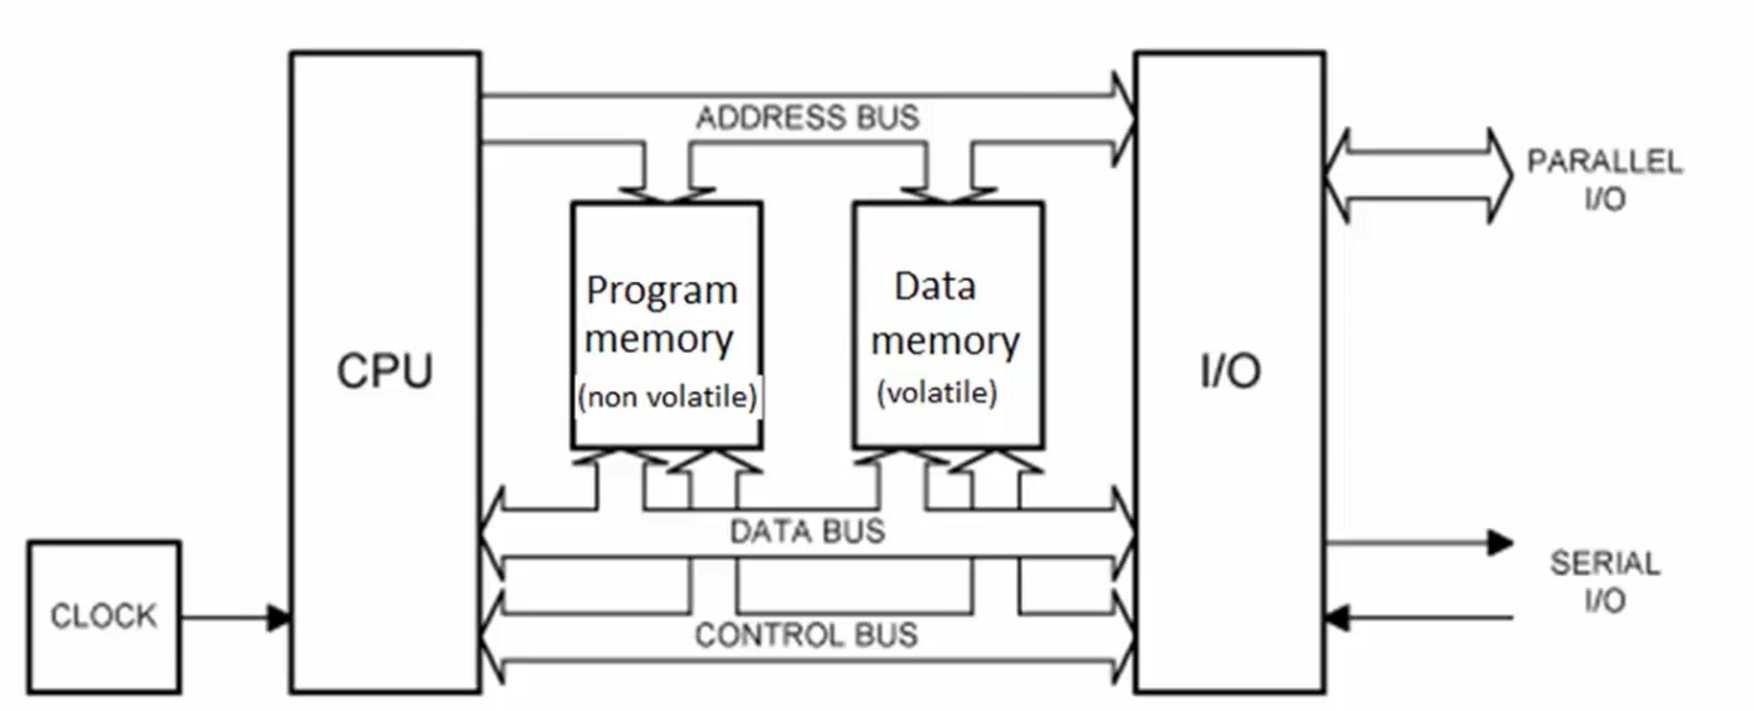 ADDRESS BUS
PARALLEL
I/O
Program
memory
(non volatile)
Data
memory
(volatile)
CPU
I/O
DATA BUS
CLOCK
CONTROL BUS
SERIAL
I/O